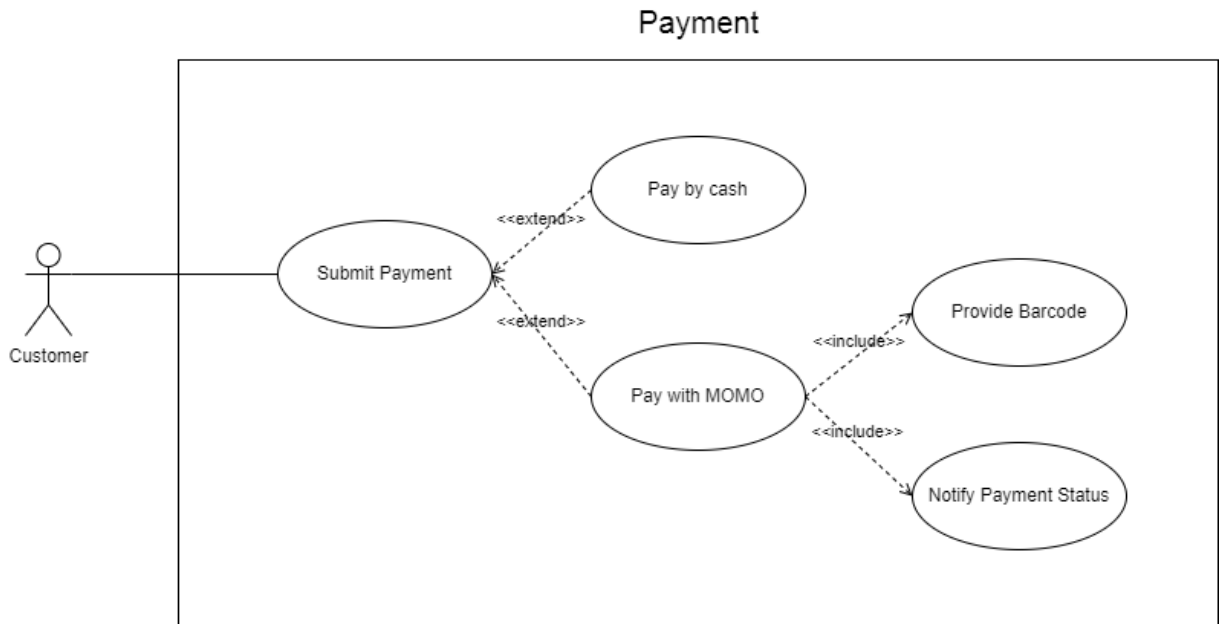 Payment
Pay by cash
<<extend>>
Submit Payment
<<extend>>
Customer
Provide Barcode
<<include>>
Pay with MOMO
<<include>>
Notify Payment Status